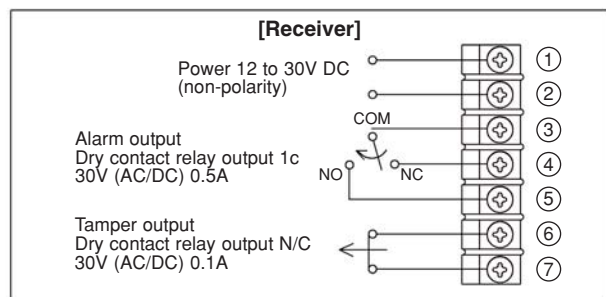 [Receiver]
Power 12 to 30V DC
(non-polarity)
COM
Alarm output
Dry contact relay output 1c
30V (AC/DC) 0.5A
NO
NC
Tamper output
Dry contact relay output N/C
30V (AC/DC) 0.1A
①
②
③
④
⑤
⑥
⑦